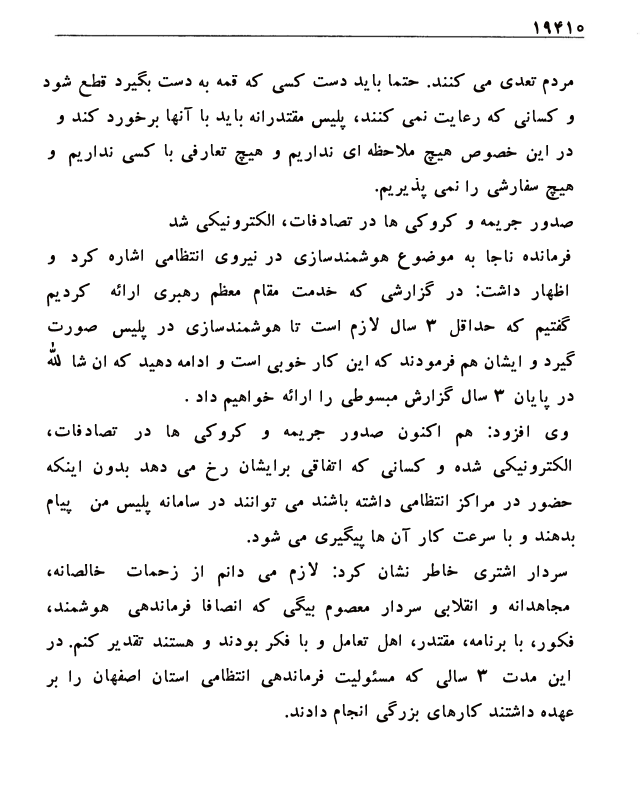 ۱۹۴۱۰
مردم تعدی می کنند. حتما باید دست کسی که قمه به دست بگیرد قطع شود
و کسانی که رعایت نمی کنند، پلیس مقتدرانه باید با آنها برخورد کند و
در این خصوص هیچ ملاحظه ای نداریم و هیچ تعارفی با کسی نداریم و
هیچ سفارشی را نمی پذیریم.
صدور جریمه و کروکی ها در تصادفات، الکترونیکی شد
فرمانده ناجا به موضوع هوشمندسازی در نیروی انتظامی اشاره کرد و
اظهار داشت: در گزارشی که خدمت مقام معظم رهبری ارائه کردیم
گفتیم که حداقل ۳ سال لازم است تا هوشمندسازی در پلیس صورت
گیرد و ایشان هم فرمودند که این کار خوبی است و ادامه دهید که ان شا لله
در پایان ۳ سال گزارش مبسوطی را ارائه خواهیم داد .
وی افزود: هم اکنون صدور جریمه و کروکی ها در تصادفات،
الکترونیکی شده و کسانی که اتفاقی برایشان رخ می دهد بدون اینکه
حضور در مراکز انتظامی داشته باشند می توانند در سامانه پلیس من پیام
بدهند و با سرعت کار آن ها پیگیری می شود.
سردار اشتری خاطر نشان کرد: لازم می دانم از زحمات خالصانه،
مجاهدانه و انقلابی سردار معصوم بیگی که انصافا فرماندهی هوشمند،
فکور، با برنامه، مقتدر، اهل تعامل و با فکر بودند و هستند تقدیر کنم. در
این مدت ۳ سالی که مسئولیت فرماندهی انتظامی استان اصفهان را بر
عهده داشتند کارهای بزرگی انجام دادند.